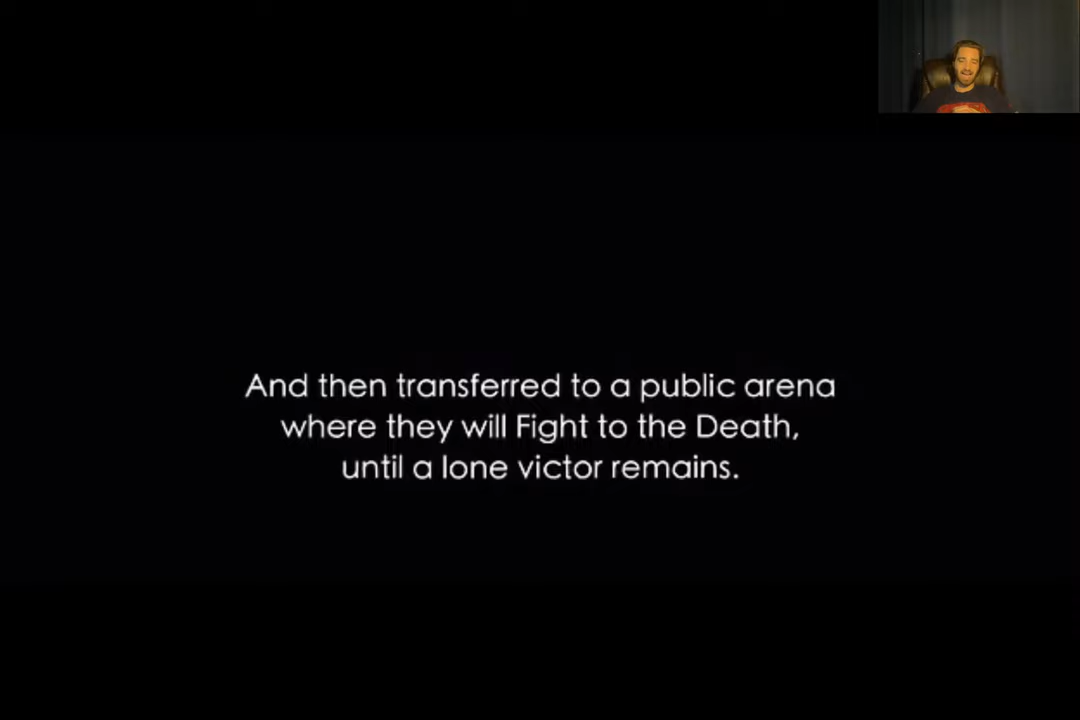 And then transferred to a public arena
where they will Fight to the Death,
until a lone victor remains.